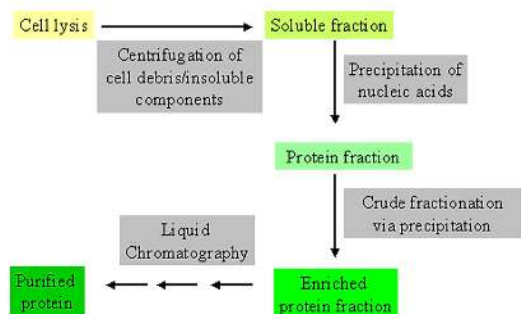 Cell lysis
Centrifugation of
cell debris/insoluble
components
Soluble fraction
Precipitation of
nucleic acids
Protein fraction
Crude fractionation
via precipitation
Enriched
protein fraction
Liquid
Chromatography
Purified
protein